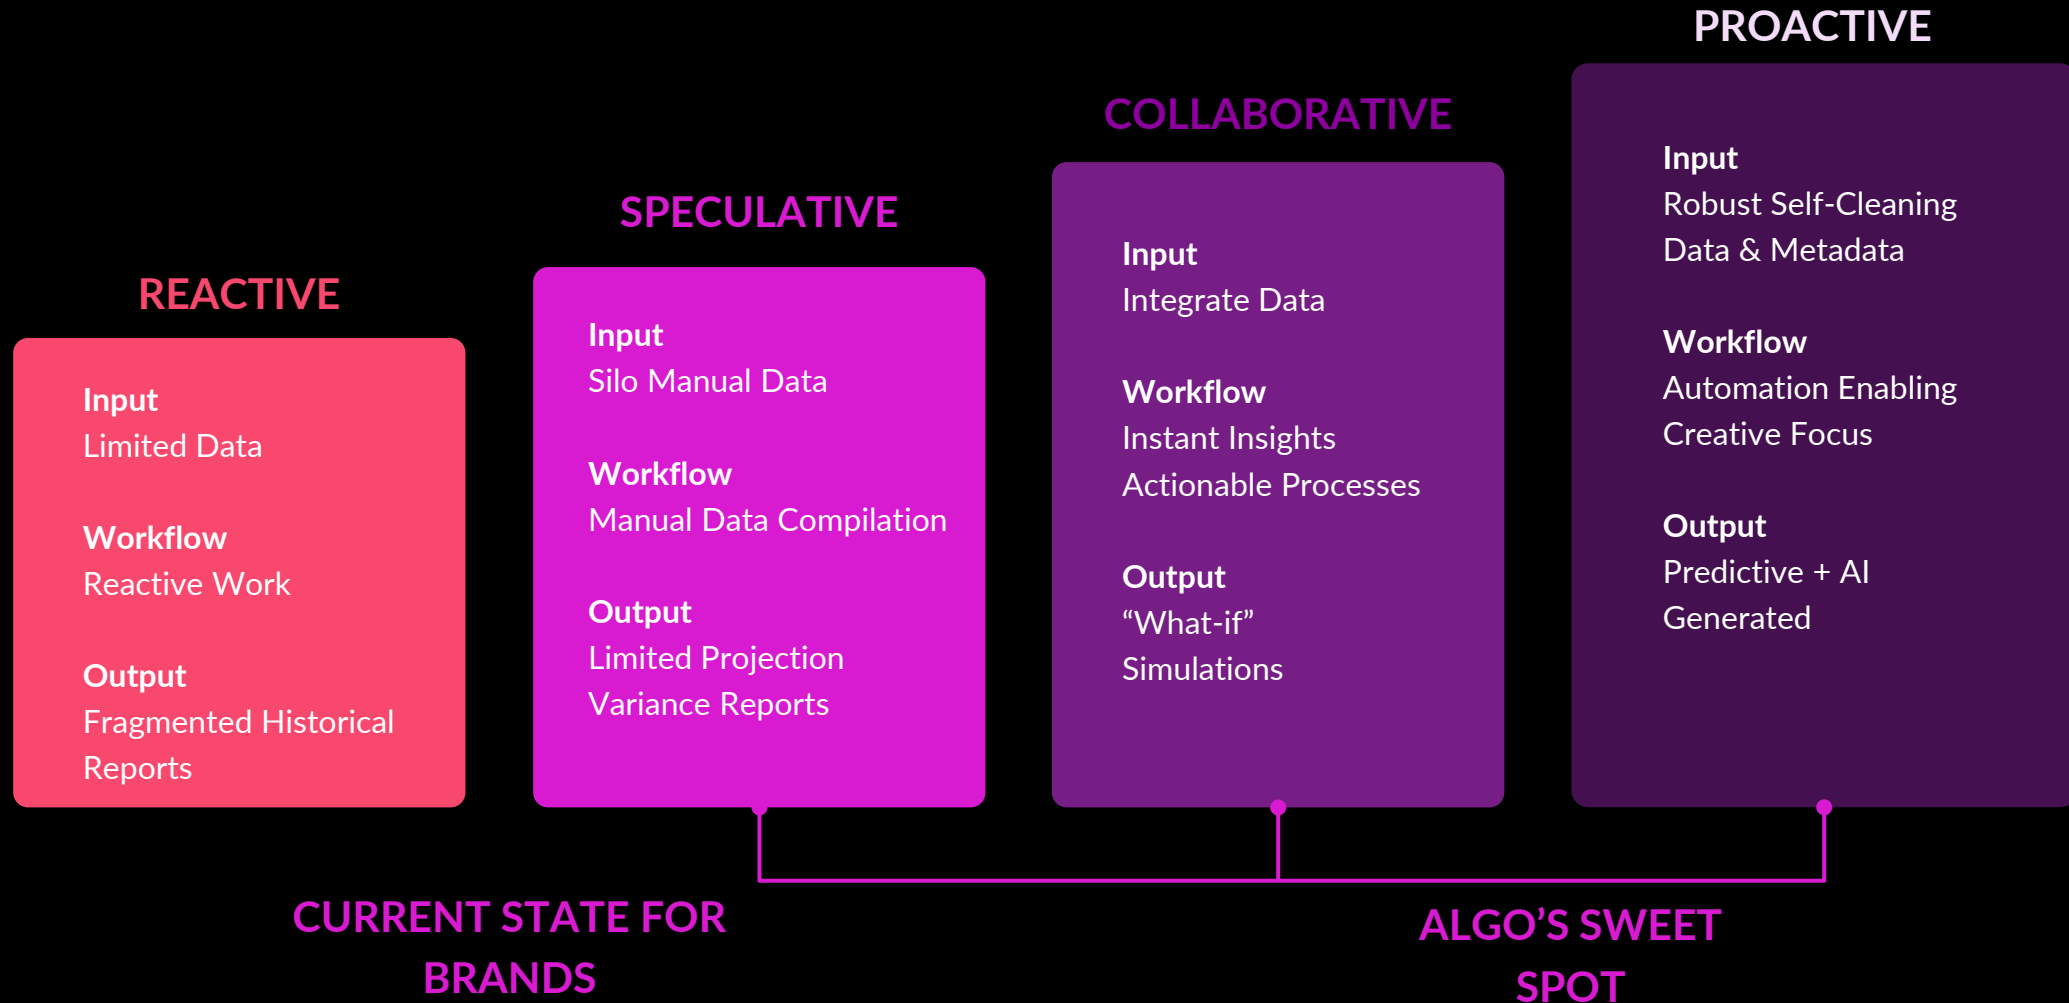 REACTIVE
Input
Limited Data
Workflow
Reactive Work
Output
Fragmented Historical
Reports
SPECULATIVE
Input
Silo Manual Data
Workflow
Manual Data Compilation
Output
Limited Projection
Variance Reports
COLLABORATIVE
Input
Integrate Data
Workflow
Instant Insights
Actionable Processes
Output
“What-if”
Simulations
PROACTIVE
Input
Robust Self-Cleaning
Data & Metadata
Workflow
Automation Enabling
Creative Focus
Output
Predictive + AI
Generated
CURRENT STATE FOR
BRANDS
ALGO’S SWEET
SPOT